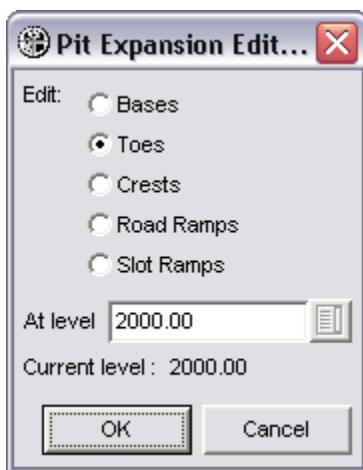 Pit Expansion Edit...
Edit:
Bases
Toes
Crests
Road Ramps
Slot Ramps
At level 2000.00
Current level : 2000.00
OK Cancel